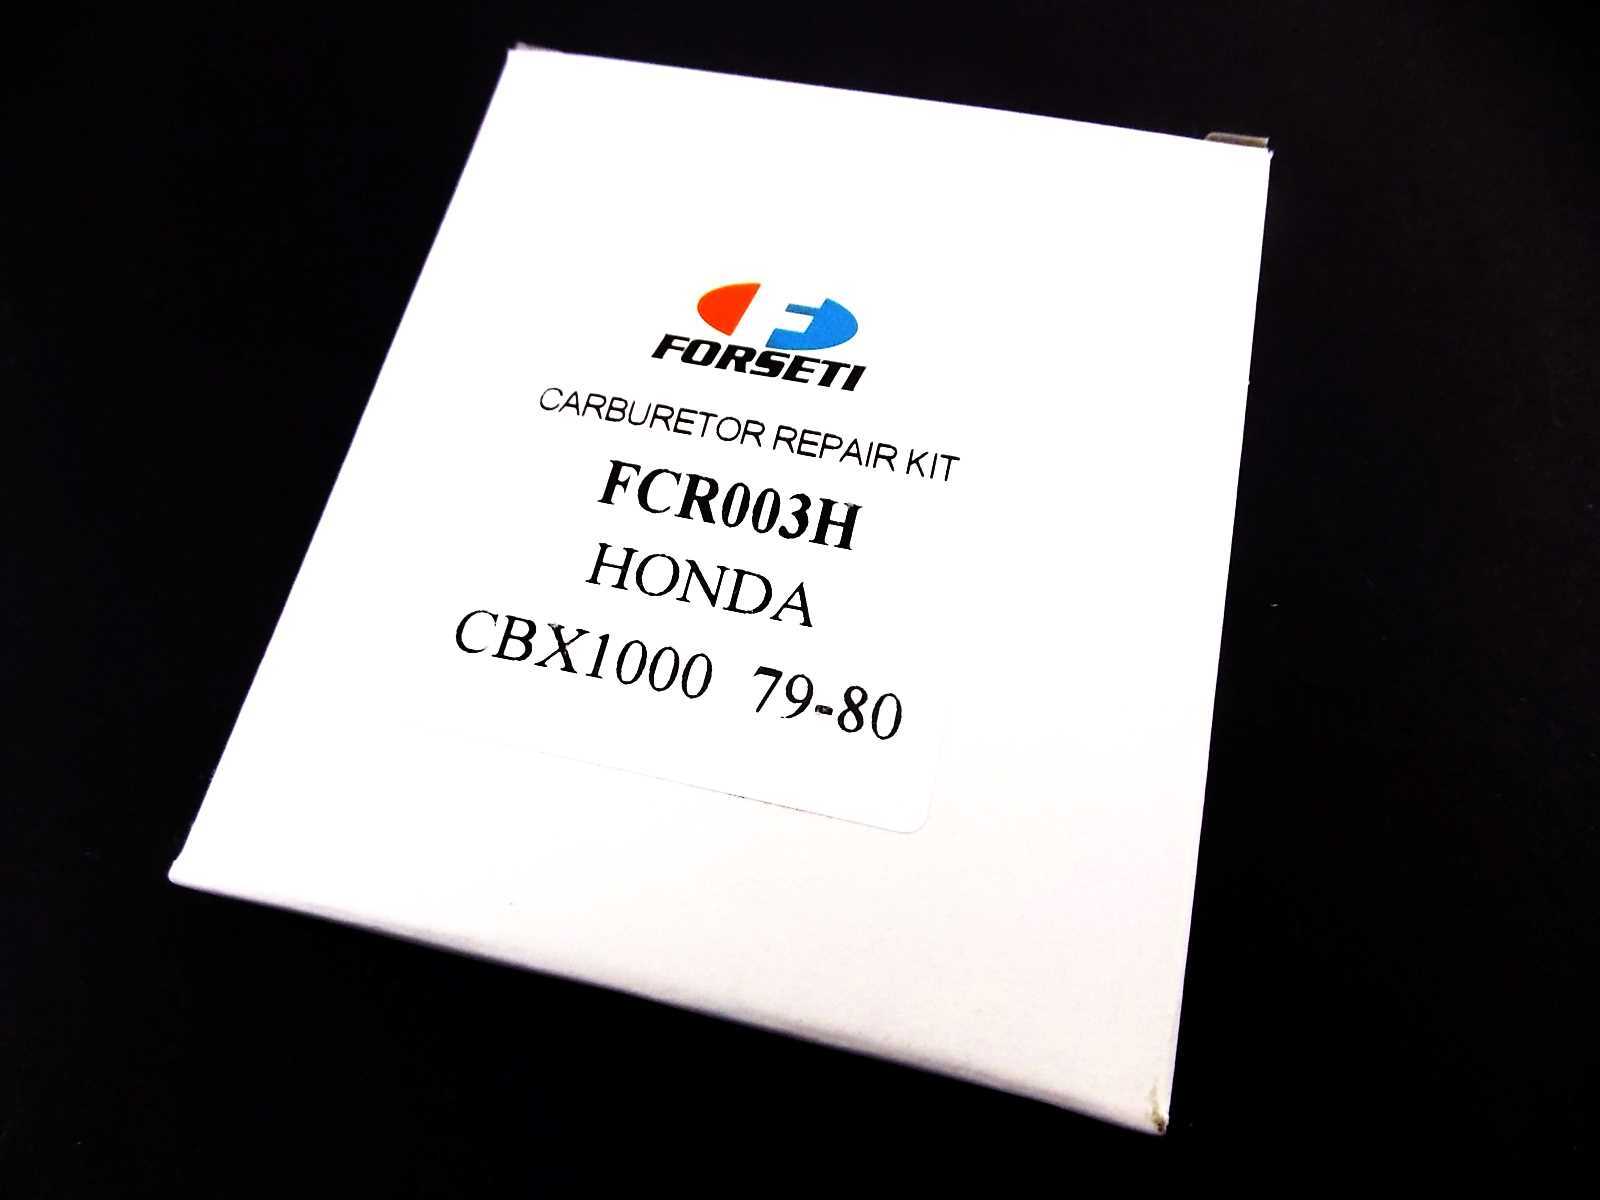 FORSETI
CARBURETOR REPAIR KIT
FCR003H
HONDA
CBX1000 79-80